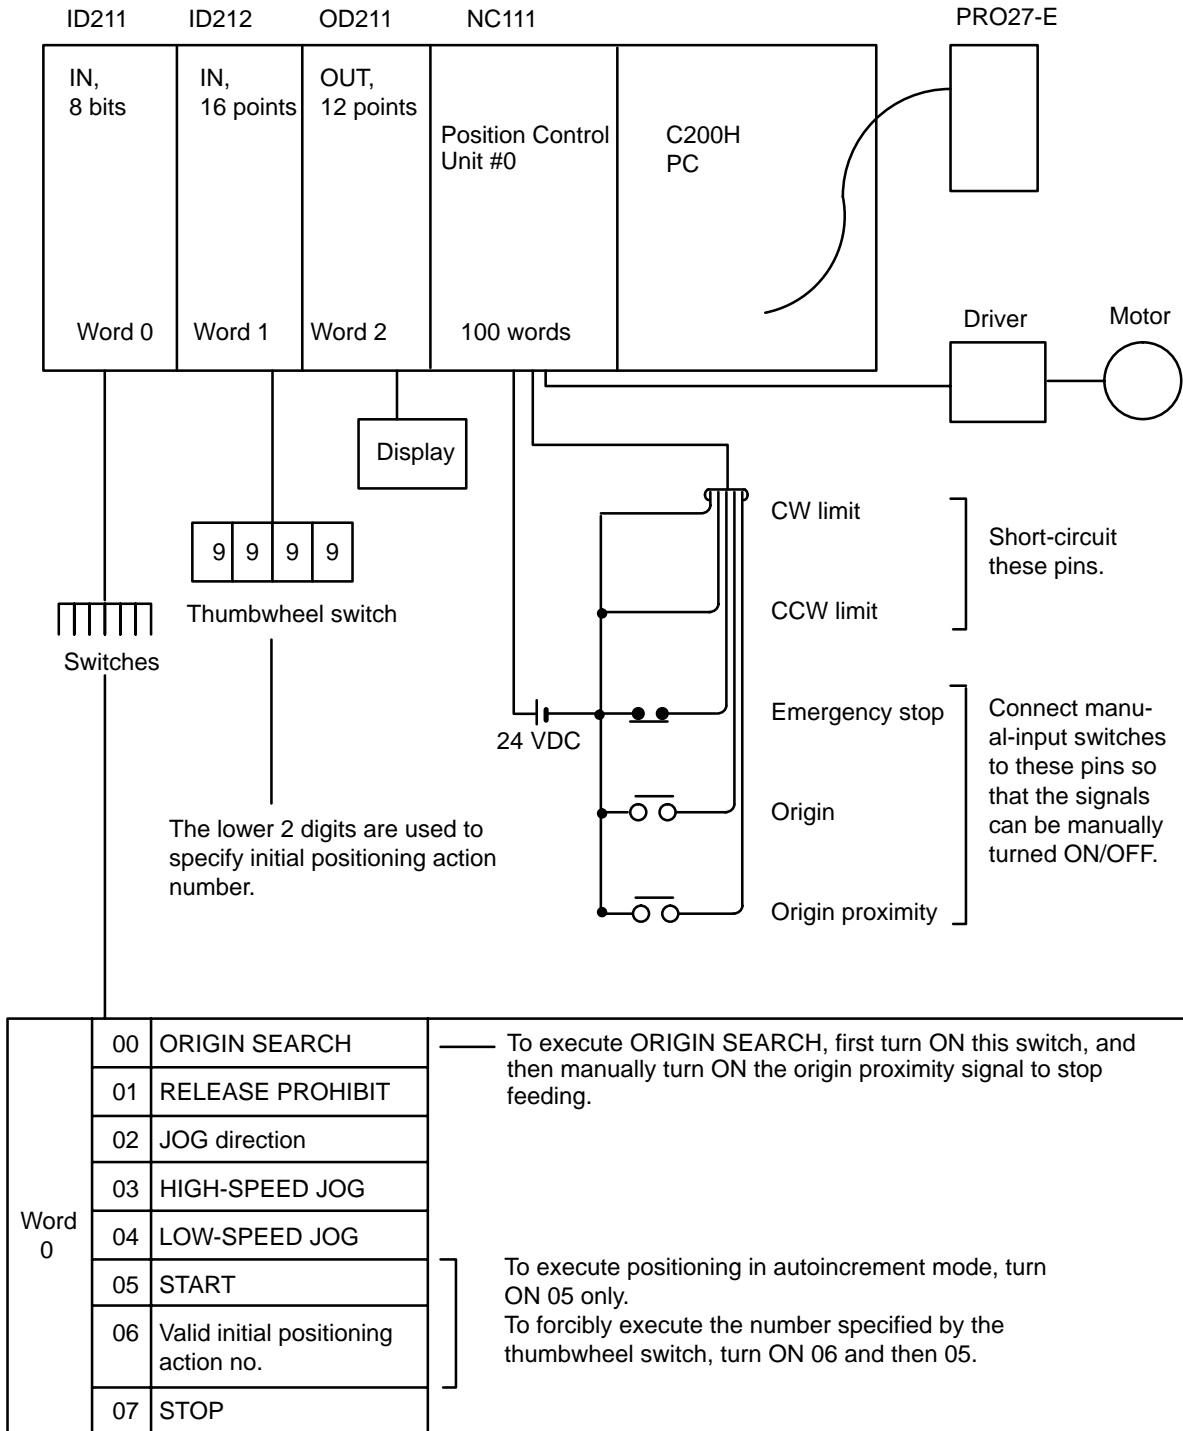 ID211 ID212 OD211 NC111 PRO27-E
IN,
8 bits
IN,
16 points
OUT,
12 points
Position Control
Unit #0
C200H
PC
Word 0 Word 1 Word 2 100 words
Driver Motor
Display
9 9 9 9
Thumbwheel switch
Switches
The lower 2 digits are used to
specify initial positioning action
number.
24 VDC
CW limit
CCW limit
Short-circuit
these pins.
Emergency stop
Origin
Origin proximity
Connect manu-
al-input switches
to these pins so
that the signals
can be manually
turned ON/OFF.
Word
0
00 ORIGIN SEARCH
To execute ORIGIN SEARCH, first turn ON this switch, and
then manually turn ON the origin proximity signal to stop
feeding.
01 RELEASE PROHIBIT
02 JOG direction
03 HIGH-SPEED JOG
04 LOW-SPEED JOG
05 START
06 Valid initial positioning
action no.
To execute positioning in autoincrement mode, turn
ON 05 only.
To forcibly execute the number specified by the
thumbwheel switch, turn ON 06 and then 05.
07 STOP